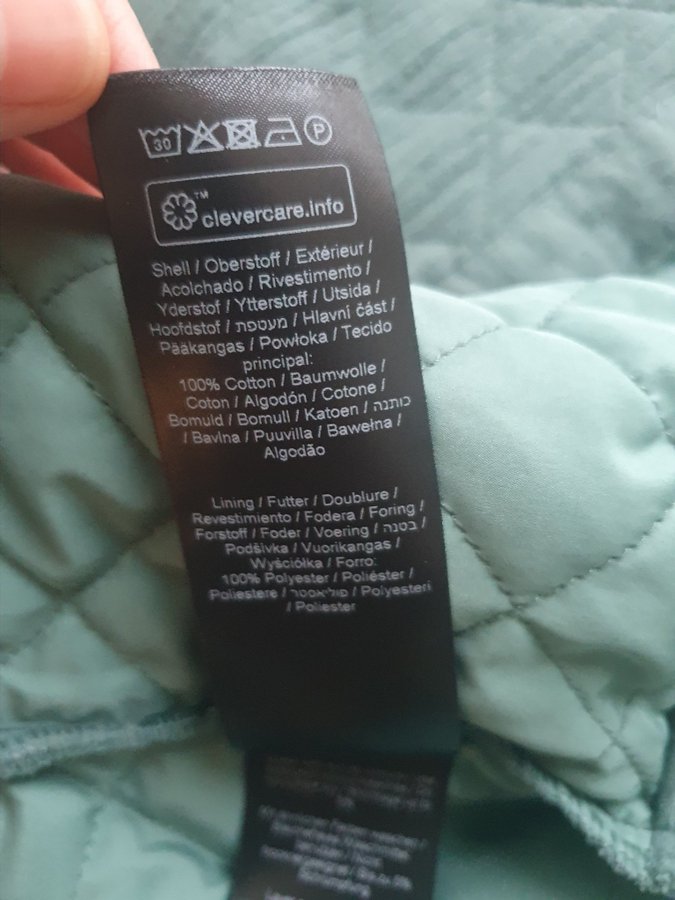 30 P
™
clevercare.info
Shell / Oberstoff / Extérieur /
Acolchado / Rivestimento /
Yderstof / Ytterstoff / Utsida /
Hoofdstof / מעטפת / Hlavní část /
Pääkangas / Powłoka / Tecido
principal:
100% Cotton / Baumwolle /
Coton / Algodón / Cotone /
Bomuld / Bomull / Katoen / כותנה
/ Bavlna / Puuvilla / Bawełna /
Algodão
Lining / Futter / Doublure /
Revestimiento / Fodera / Foring /
Forstoff / Foder / Voering / בטנה /
Podšívka / Vuorikangas /
Wyściółka / Forro:
100% Polyester / Poliéster /
Poliestere / פוליאסטר / Polyesteri
/ Poliester